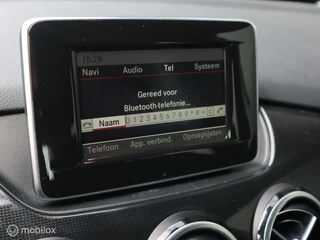 15:28
Navi Audio Tel Systeem
Gereed voor
Bluetooth-telefonie...
Naam 0123456789*#+ C
Telefoon App. verbind. Oproeplijsten
mobilox